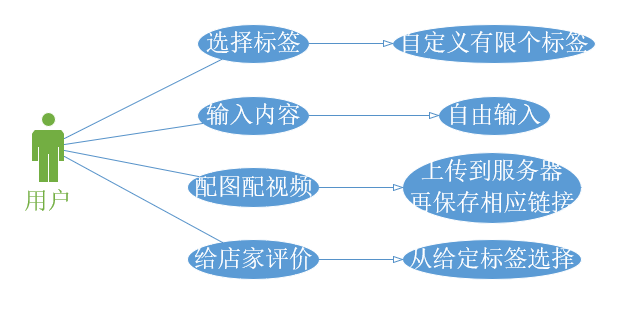 选择标签
自定义有限个标签
输入内容
自由输入
用户
配图配视频
上传到服务器
再保存相应链接
给店家评价
从给定标签选择